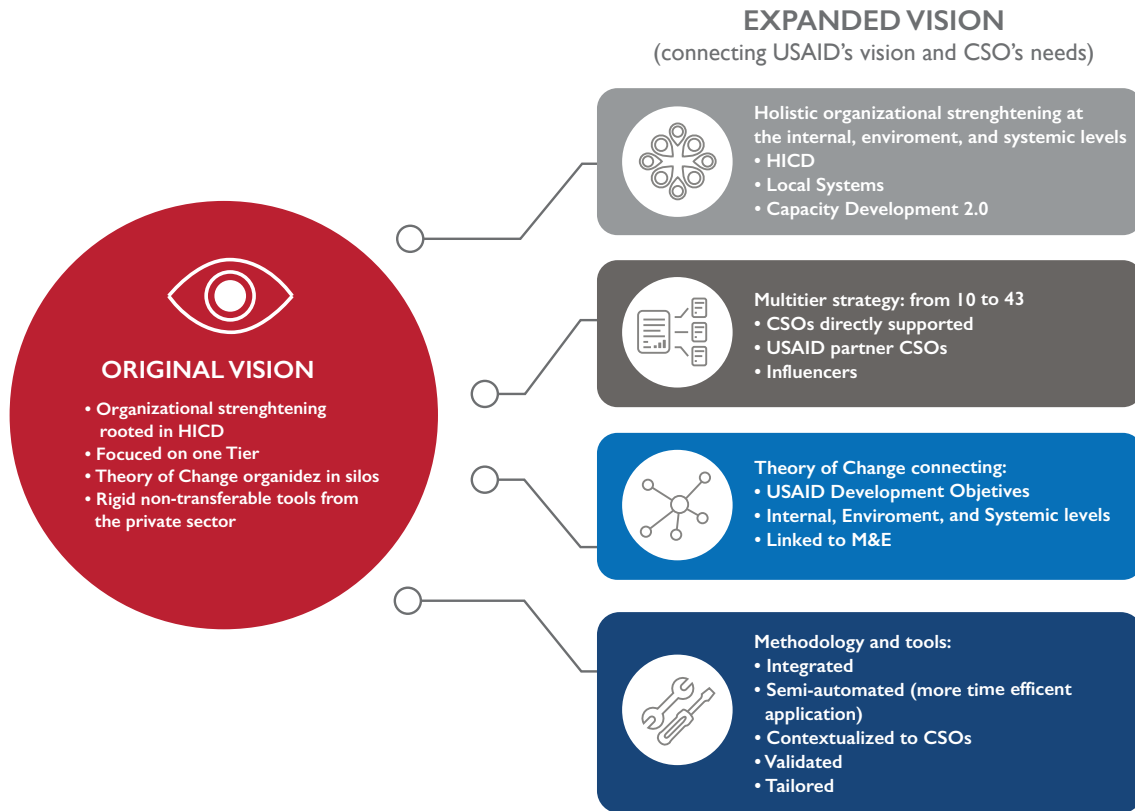 EXPANDED VISION
(connecting USAID's vision and CSO's needs)
ORIGINAL VISION
• Organizational strenghtening
rooted in HICD
• Focuced on one Tier
• Theory of Change organidez in silos
• Rigid non-transferable tools from
the private sector
Holistic organizational strenghtening at
the internal, enviroment, and systemic levels
• HICD
• Local Systems
• Capacity Development 2.0
Multitier strategy: from 10 to 43
• CSOs directly supported
• USAID partner CSOs
• Influencers
Theory of Change connecting:
• USAID Development Objetives
• Internal, Enviroment, and Systemic levels
• Linked to M&E
Methodology and tools:
• Integrated
• Semi-automated (more time efficent
application)
• Contextualized to CSOs
• Validated
• Tailored